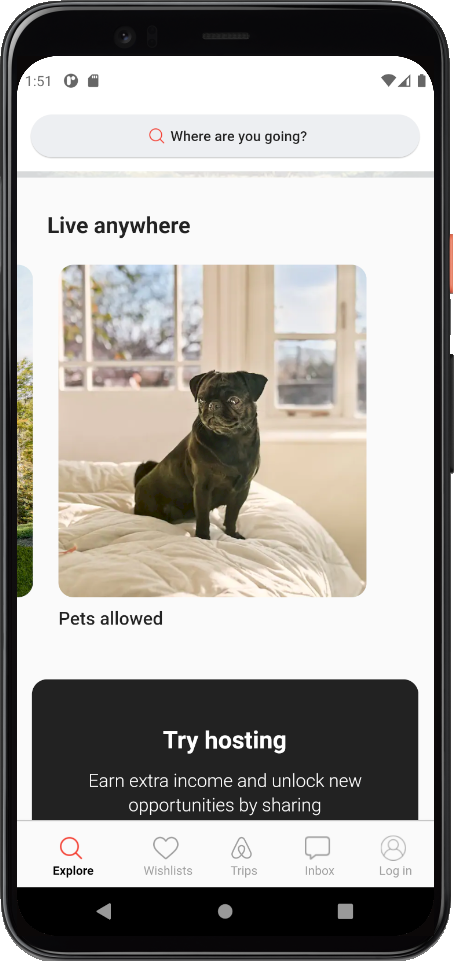 1:51
Where are you going?
Live anywhere
Pets allowed
Try hosting
Earn extra income and unlock new
opportunities by sharing
Explore
Wishlists
Trips
Inbox
Log in